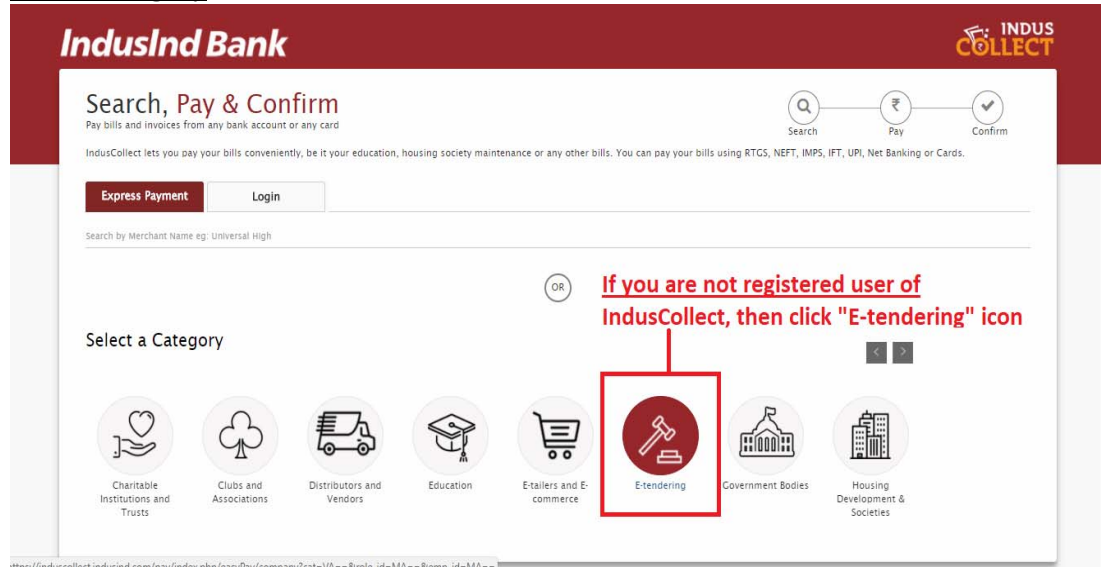 IndusInd Bank
INDUS
COLLECT
Search, Pay & Confirm
Pay bills and invoices from any bank account or any card
Search
Pay
Confirm
IndusCollect lets you pay your bills conveniently, be it your education, housing society maintenance or any other bills. You can pay your bills using RTGS, NEFT, IMPS, IFT, UPI, Net Banking or Cards.
Express Payment
Login
Search by Merchant Name eg: Universal High
OR
If you are not registered user of
IndusCollect, then click "E-tendering" icon
Select a Category
< >
Charitable
Institutions and
Trusts
Clubs and
Associations
Distributors and
Vendors
Education
E-tailers and E-
commerce
E-tendering
Government Bodies
Housing
Development &
Societies